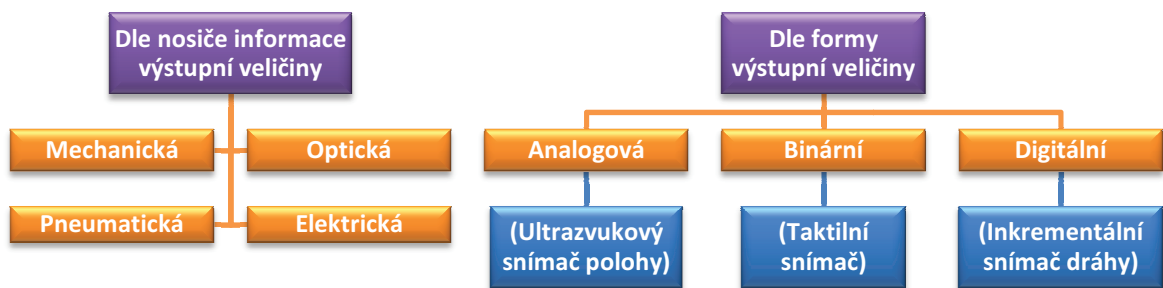 Dle nosiče informace
výstupní veličiny
Mechanická
Optická
Pneumatická
Elektrická
Dle formy
výstupní veličiny
Analogová
Binární
Digitální
(Ultrazvukový
snímač polohy)
(Taktilní
snímač)
(Inkrementální
snímač dráhy)